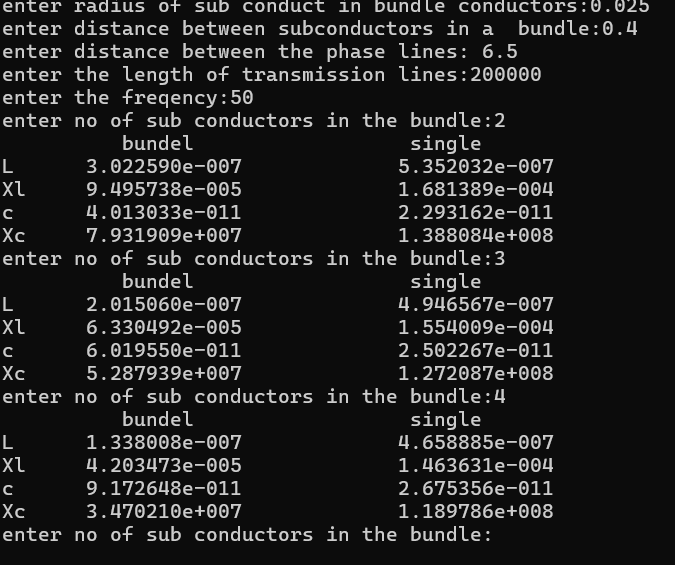 enter radius of sub conduct in bundle conductors:0.025
enter distance between subconductors in a  bundle:0.4
enter distance between the phase lines: 6.5
enter the length of transmission lines:200000
enter the freqency:50
enter no of sub conductors in the bundle:2
          bundel                  single
L      3.022590e-007             5.352032e-007
Xl     9.495738e-005             1.681389e-004
c      4.013033e-011             2.293162e-011
Xc     7.931909e+007             1.388084e+008
enter no of sub conductors in the bundle:3
          bundel                  single
L      2.015060e-007             4.946567e-007
Xl     6.330492e-005             1.554009e-004
c      6.019550e-011             2.502267e-011
Xc     5.287939e+007             1.272087e+008
enter no of sub conductors in the bundle:4
          bundel                  single
L      1.338008e-007             4.658885e-007
Xl     4.203473e-005             1.463631e-004
c      9.172648e-011             2.675356e-011
Xc     3.470210e+007             1.189786e+008
enter no of sub conductors in the bundle: